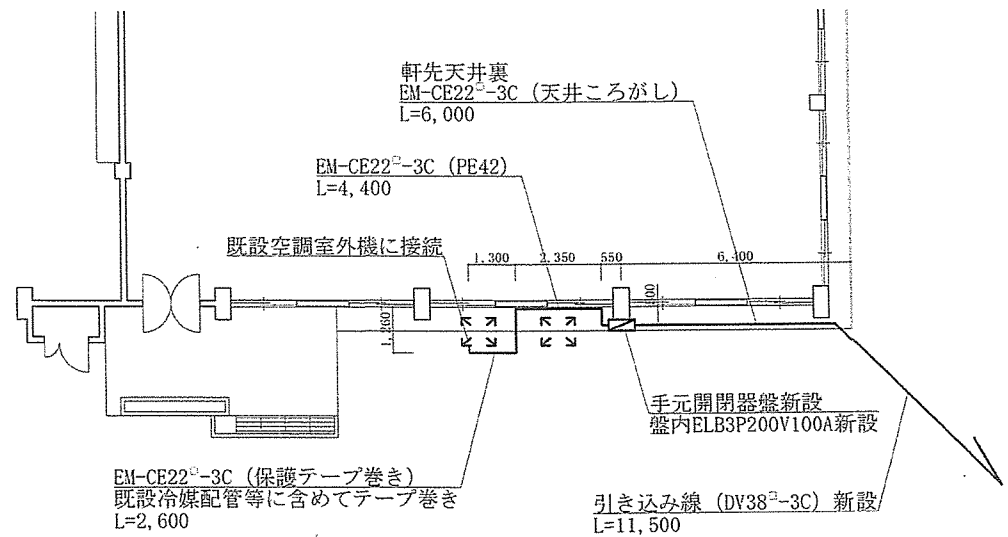 軒先天井裏
EM-CE22□-3C (天井ころがし)
L=6,000
EM-CE22□-3C (PE42)
L=4,400
既設空調室外機に接続
1,300
2,350
550
6,400
1,260
手元開閉器盤新設
盤内ELB3P200V100A新設
EM-CE22□-3C (保護テープ巻き)
既設冷媒配管等に含めてテープ巻き
L=2,600
引き込み線 (DV38□-3C) 新設
L=11,500